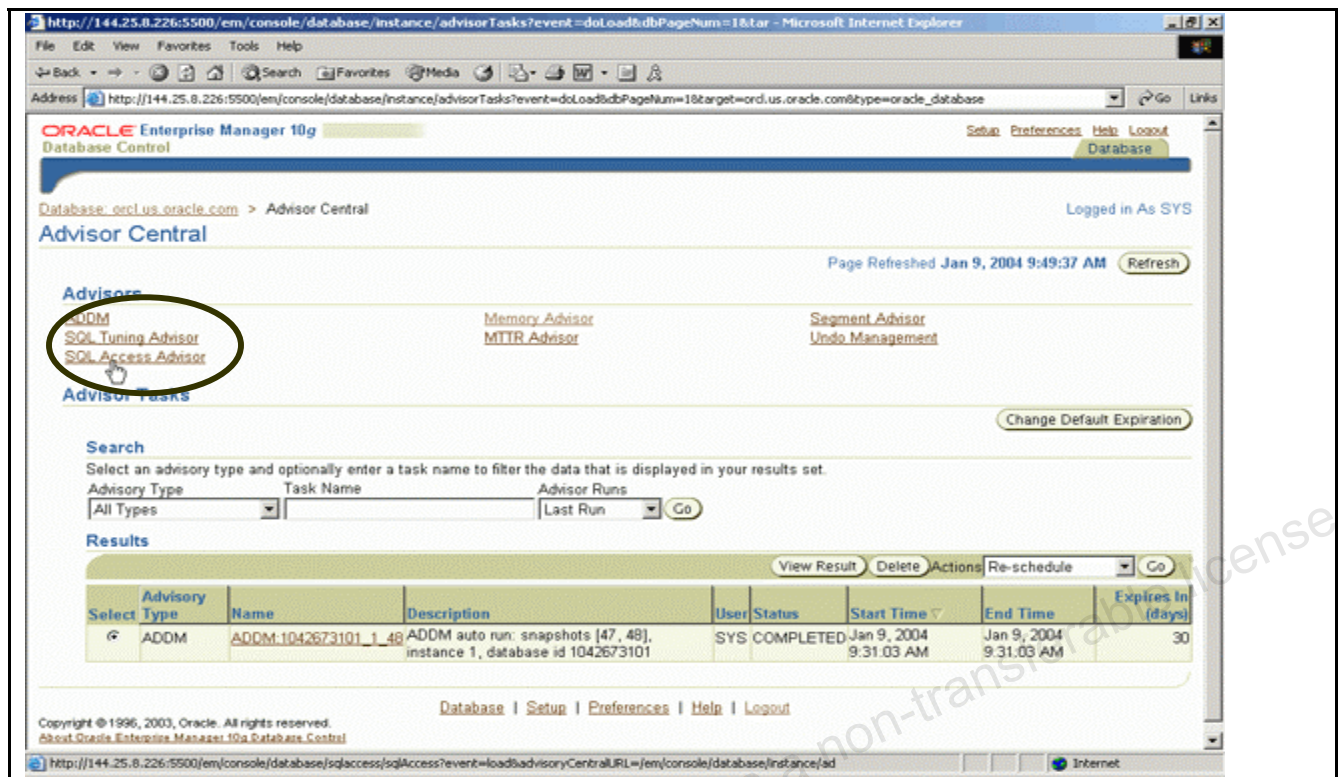 http://144.25.8.226:5500/em/console/database/instance/advisorTasks?event=doLoad&dbPageNum=1&tar - Microsoft Internet Explorer
File Edit View Favorites Tools Help
Back Search Favorites Media
Address http://144.25.8.226:5500/em/console/database/instance/advisorTasks?event=doLoad&dbPageNum=1&target=orcl.us.oracle.com&type=oracle_database Go Links
ORACLE Enterprise Manager 10g
Database Control
Setup Preferences Help Logout
Database
Database: orcl.us.oracle.com > Advisor Central Logged in As SYS
Advisor Central
Page Refreshed Jan 9, 2004 9:49:37 AM Refresh
Advisors
ADDM Memory Advisor Segment Advisor
SQL Tuning Advisor MTTR Advisor Undo Management
SQL Access Advisor
Advisor Tasks
Change Default Expiration
Search
Select an advisory type and optionally enter a task name to filter the data that is displayed in your results set.
Advisory Type Task Name Advisor Runs
All Types Last Run Go
Results
View Result Delete Actions Re-schedule Go
Select Advisory Type Name Description User Status Start Time End Time Expires In (days)
ADDM ADDM:1042673101_1_48 ADDM auto run: snapshots [47, 48], instance 1, database id 1042673101 SYS COMPLETED Jan 9, 2004 9:31:03 AM Jan 9, 2004 9:31:03 AM 30
Database | Setup | Preferences | Help | Logout
Copyright © 1996, 2003, Oracle. All rights reserved.
About Oracle Enterprise Manager 10g Database Control
http://144.25.8.226:5500/em/console/database/sqlaccess/sqlAccess?event=load&advisoryCentralURL=/em/console/database/instance/ad Internet
a non-transferable license